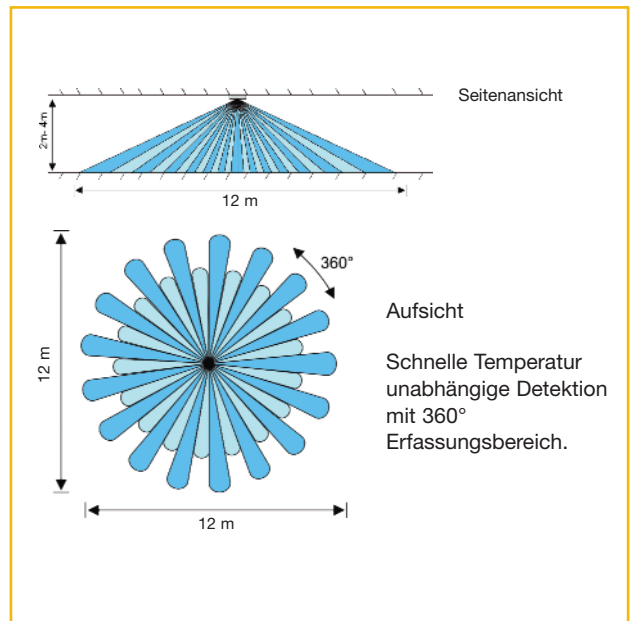 Seitenansicht
2m- 4m
12 m
360°
12 m
Aufsicht
Schnelle Temperatur
unabhängige Detektion
mit 360°
Erfassungsbereich.
12 m